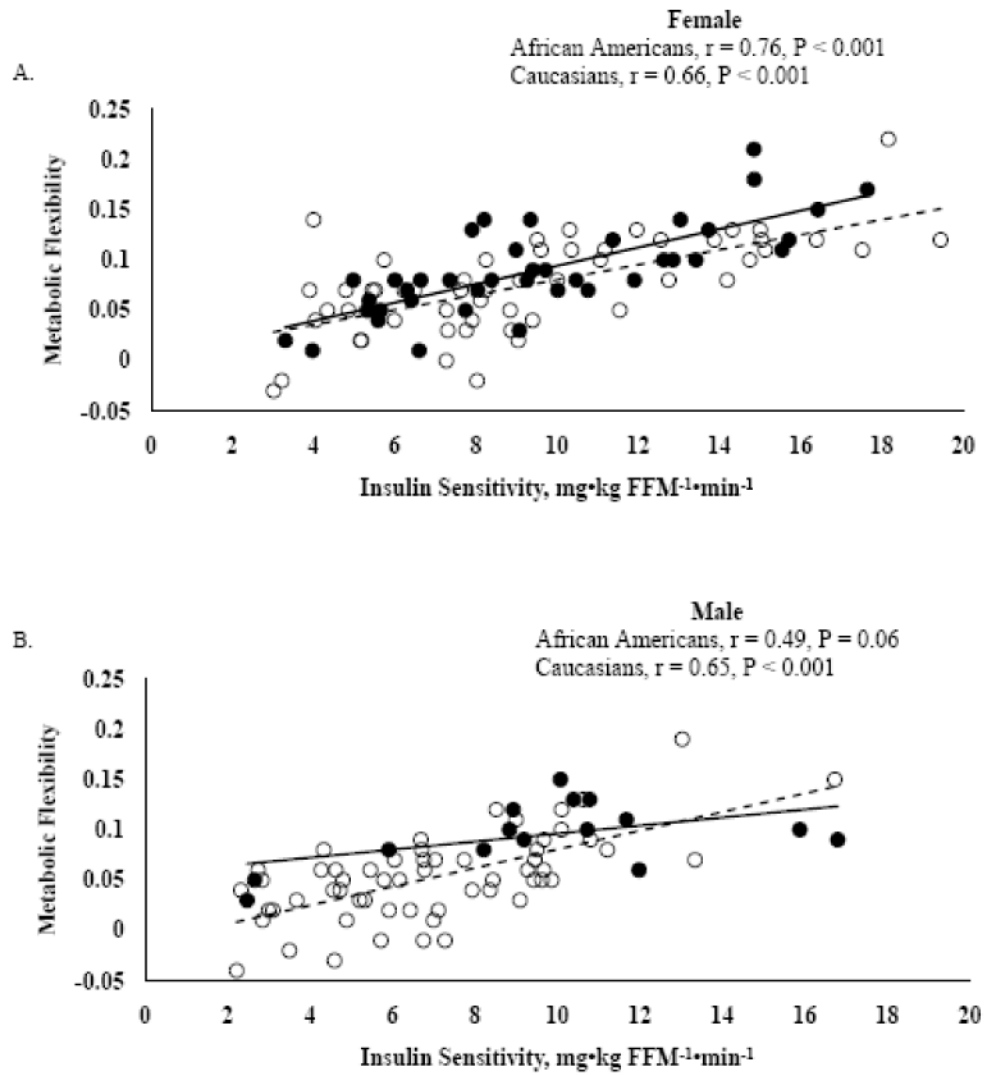 Female
African Americans, r = 0.76, P < 0.001
A.
Caucasians, r = 0.66, P < 0.001
0.25
0.2
0.15
0.1
0.05
0
-0.05
Metabolic Flexibility
0 2 4 6 8 10 12 14 16 18 20
Insulin Sensitivity, mg•kg FFM⁻¹•min⁻¹
Male
B.
African Americans, r = 0.49, P = 0.06
Caucasians, r = 0.65, P < 0.001
0.25
0.2
0.15
0.1
0.05
0
-0.05
Metabolic Flexibility
0 2 4 6 8 10 12 14 16 18 20
Insulin Sensitivity, mg•kg FFM⁻¹•min⁻¹